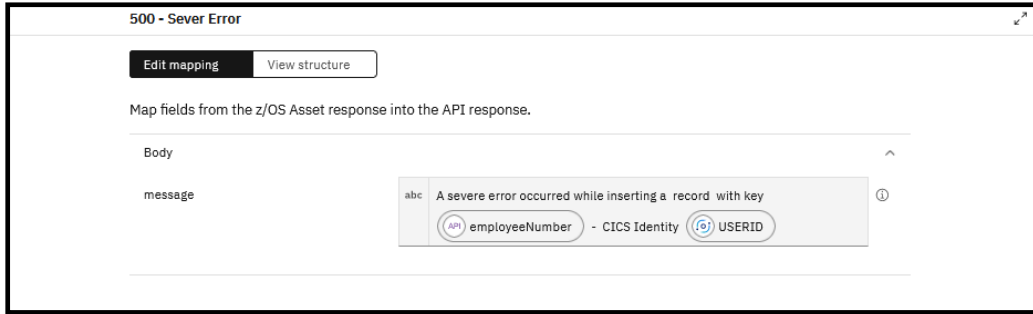 500 - Sever Error
Edit mapping View structure
Map fields from the z/OS Asset response into the API response.
Body
message abc A severe error occurred while inserting a record with key
API employeeNumber - CICS Identity USERID